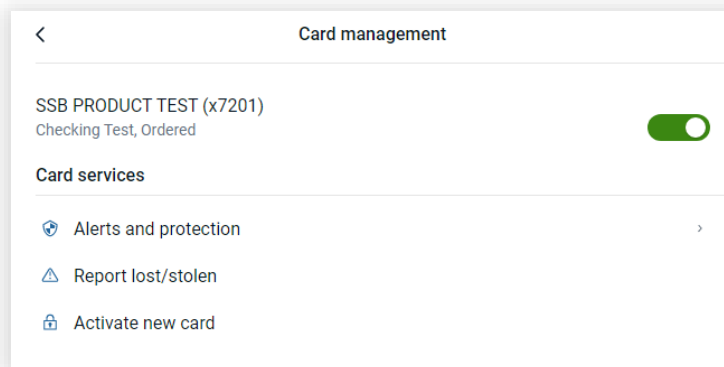 Card management
SSB PRODUCT TEST (x7201)
Checking Test, Ordered
Card services
Alerts and protection
Report lost/stolen
Activate new card